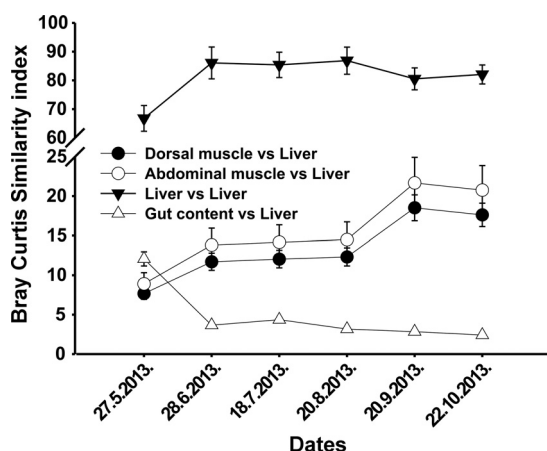 Bray Curtis Similarity index
100
90
80
70
60
25
20
15
10
5
0
Dorsal muscle vs Liver
Abdominal muscle vs Liver
Liver vs Liver
Gut content vs Liver
27.5.2013.
28.6.2013.
18.7.2013.
20.8.2013.
20.9.2013.
22.10.2013.
Dates